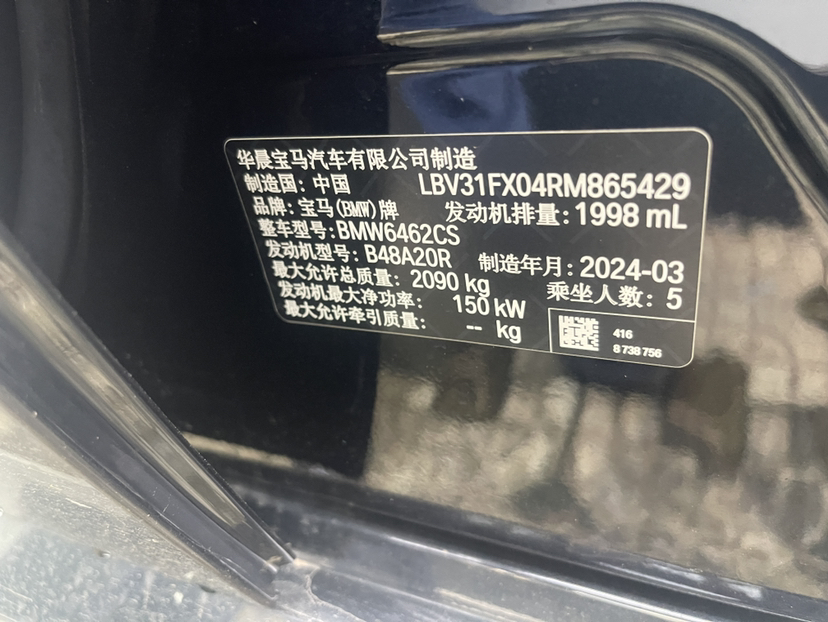 华晨宝马汽车有限公司制造
制造国: 中国 LBV31FX04RM865429
品牌: 宝马(BMW)牌 发动机排量: 1998 mL
整车型号: BMW6462CS
发动机型号: B48A20R 制造年月: 2024-03
最大允许总质量: 2090 kg 乘坐人数: 5
发动机最大净功率: 150 kW
最大允许牵引质量: -- kg
416
8 738 756